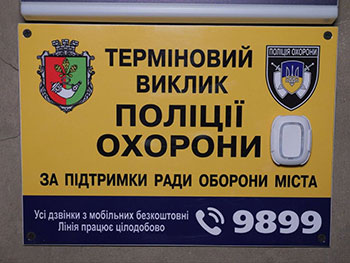 ПОЛІЦІЯ ОХОРОНИ
ТЕРМІНОВИЙ
ВИКЛИК
ПОЛІЦІЇ
ОХОРОНИ
ЗА ПІДТРИМКИ РАДИ ОБОРОНИ МІСТА
Усі дзвінки з мобільних безкоштовні
Лінія працює цілодобово
9899